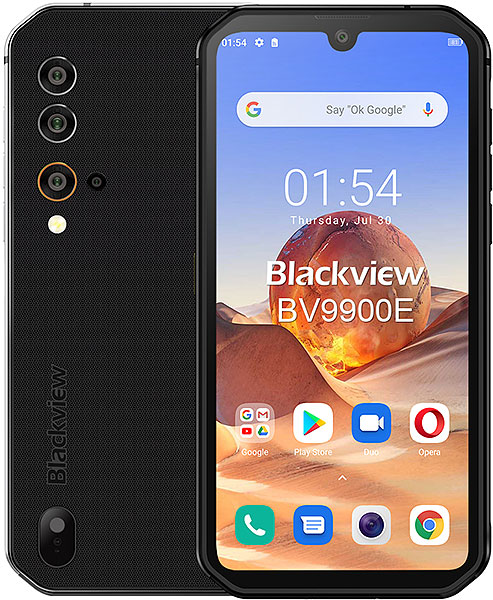 01:54
Say "Ok Google"
01:54
Thursday, Jul 30
Blackview
BV9900E
Google
Play Store
Duo
Opera
Blackview